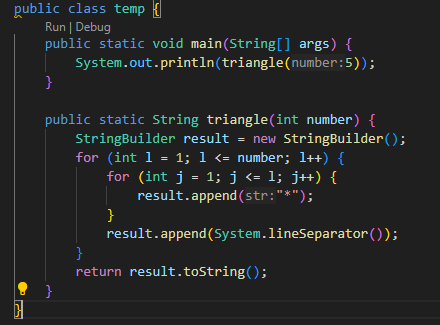 public class temp {
Run | Debug
public static void main(String[] args) {
System.out.println(triangle(number:5));
}
public static String triangle(int number) {
StringBuilder result = new StringBuilder();
for (int l = 1; l <= number; l++) {
for (int j = 1; j <= l; j++) {
result.append(str:"*");
}
result.append(System.lineSeparator());
}
return result.toString();
}
}